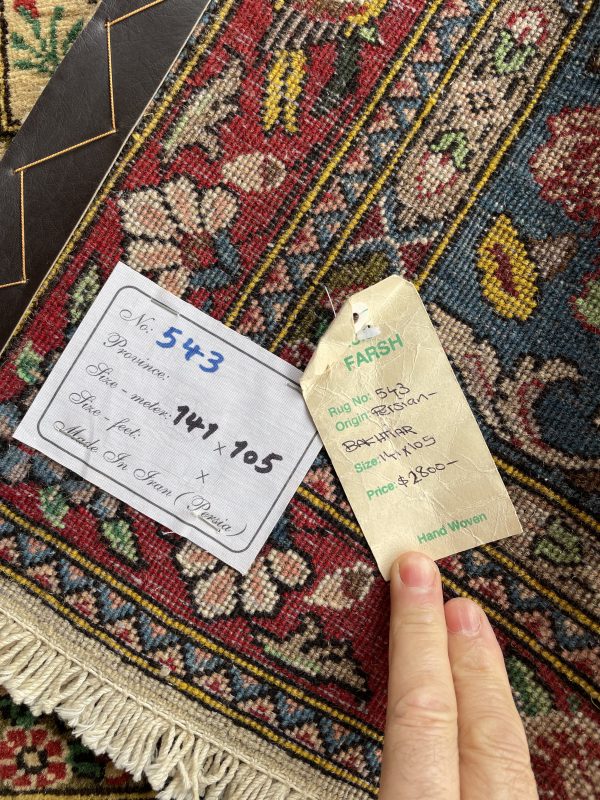 No: 543
Province:
Size - meter: 141 x 105
Size - feet: x
Made In Iran (Persia)
FARSH
Rug No: 543
Origin: Persian-
BAKHTIAR
Size: 141x105
Price: $2800-
Hand Wovan